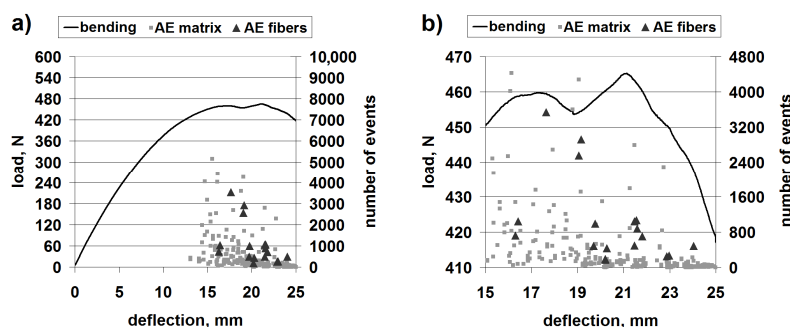 a)
bending AE matrix AE fibers
600 10,000
540 9000
480 8000
420 7000
360 6000
300 5000
240 4000
180 3000
120 2000
60 1000
0 0
0 5 10 15 20 25
load, N
number of events
deflection, mm
b)
bending AE matrix AE fibers
470 4800
460 4000
450 3200
440 2400
430 1600
420 800
410 0
15 17 19 21 23 25
load, N
number of events
deflection, mm